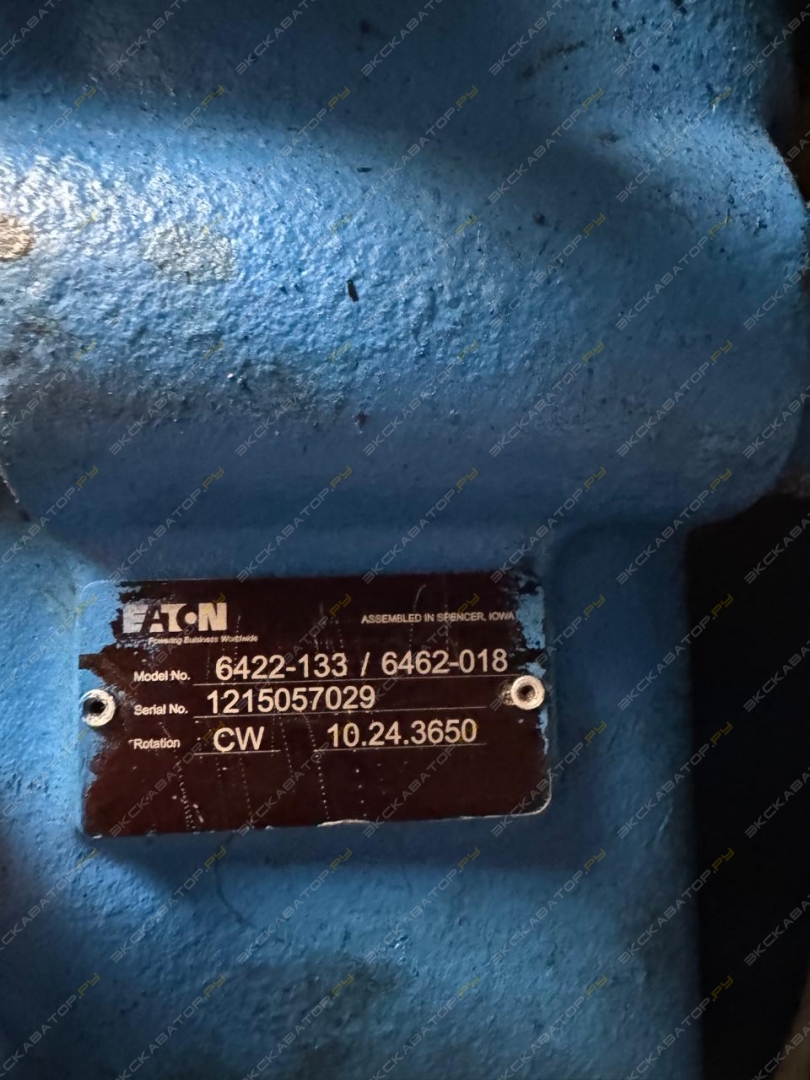 EATON
Powering Business Worldwide
ASSEMBLED IN SPENCER, IOWA
Model No. 6422-133 / 6462-018
Serial No. 1215057029
Rotation CW 10.24.3650
ЭКСКАВАТОР.РУ